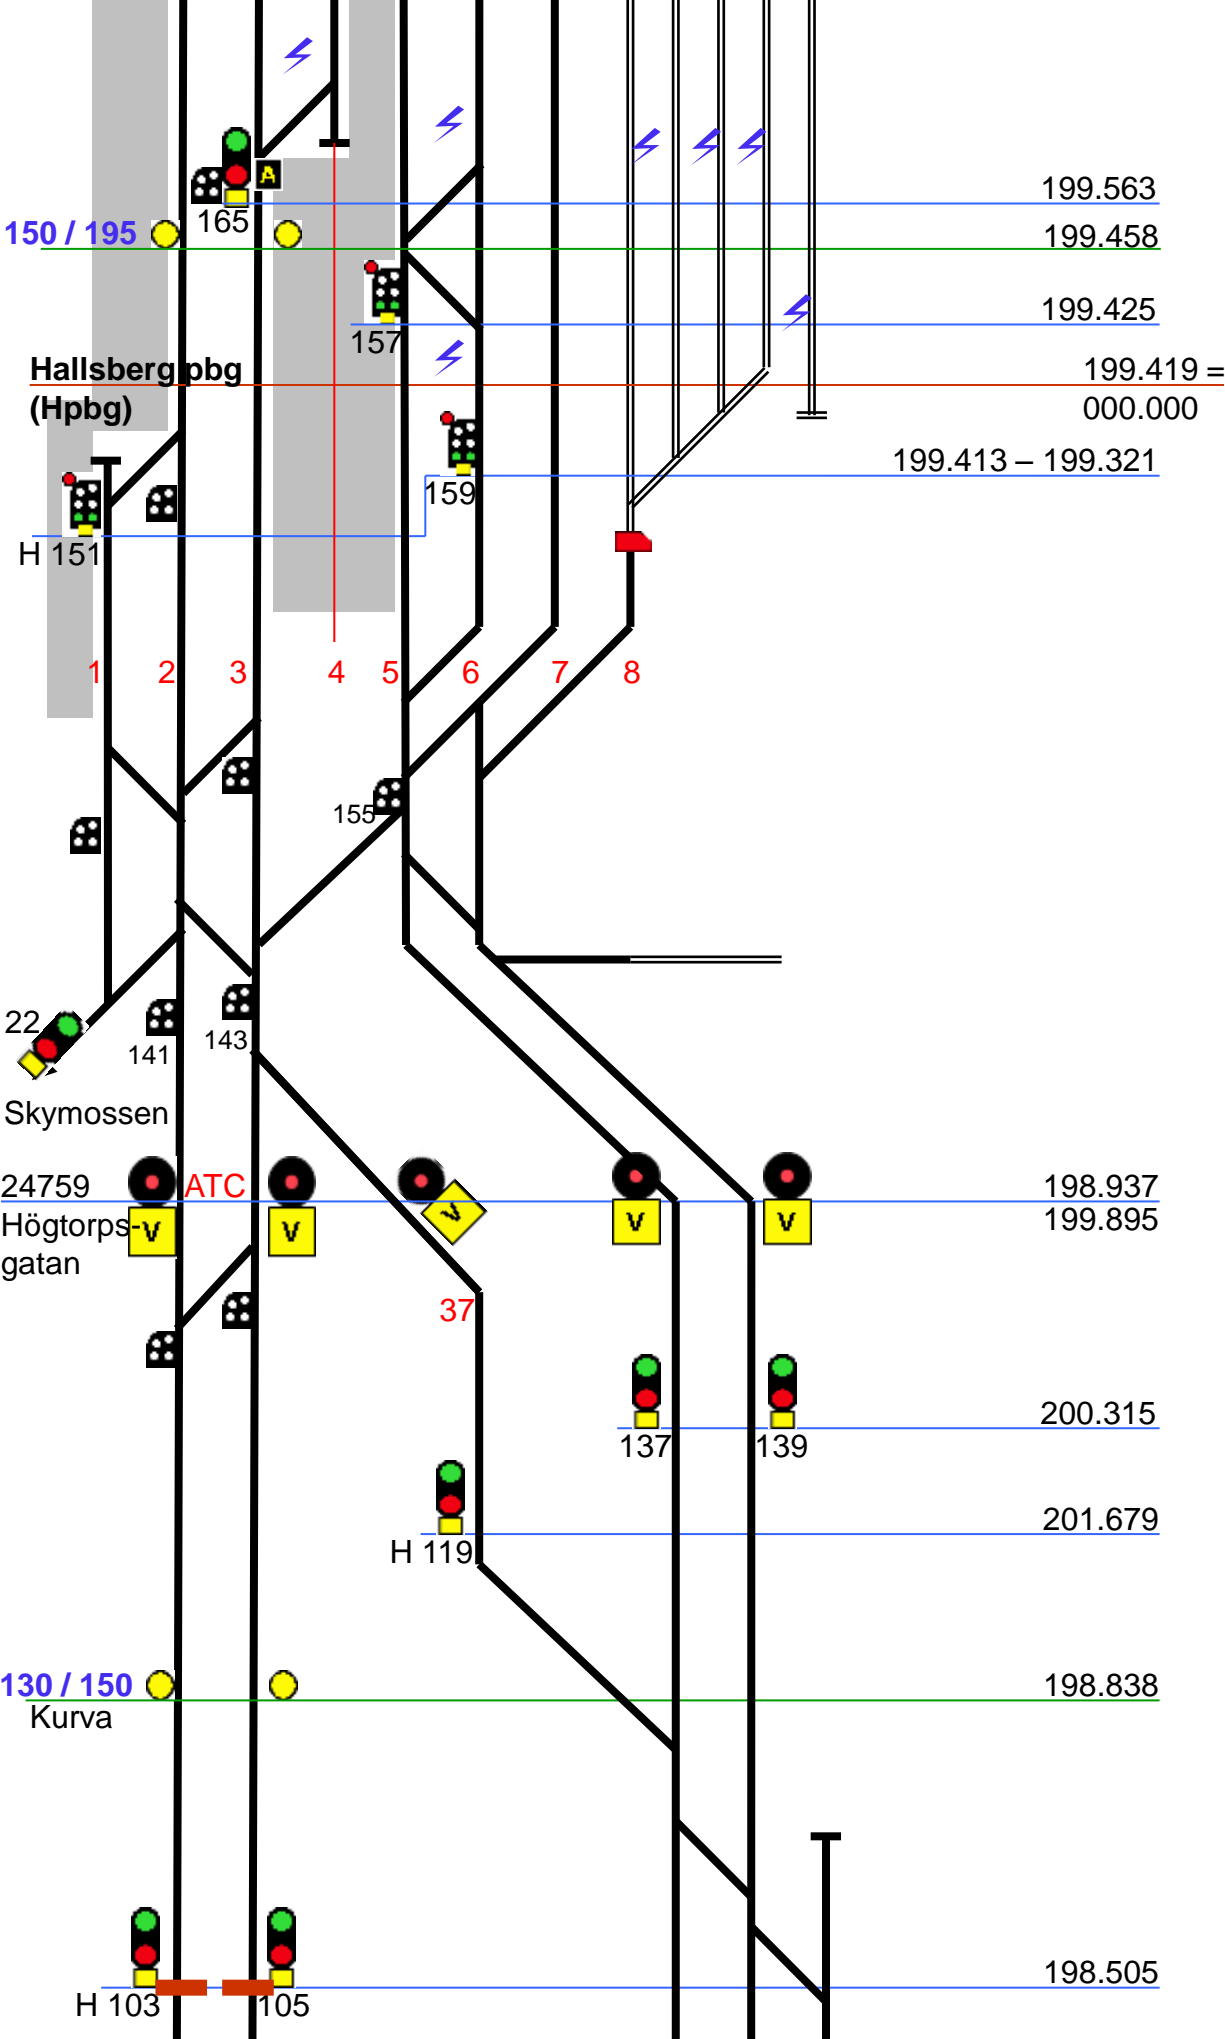 A
199.563
165
150 / 195
199.458
199.425
157
Hallsberg pbg
199.419 =
(Hpbg)
000.000
199.413 – 199.321
159
H 151
1 2 3 4 5 6 7 8
155
22
143
141
Skymossen
24759
ATC
198.937
Högtorps-
V V V V V
199.895
gatan
37
200.315
137
139
201.679
H 119
130 / 150
198.838
Kurva
198.505
H 103
105